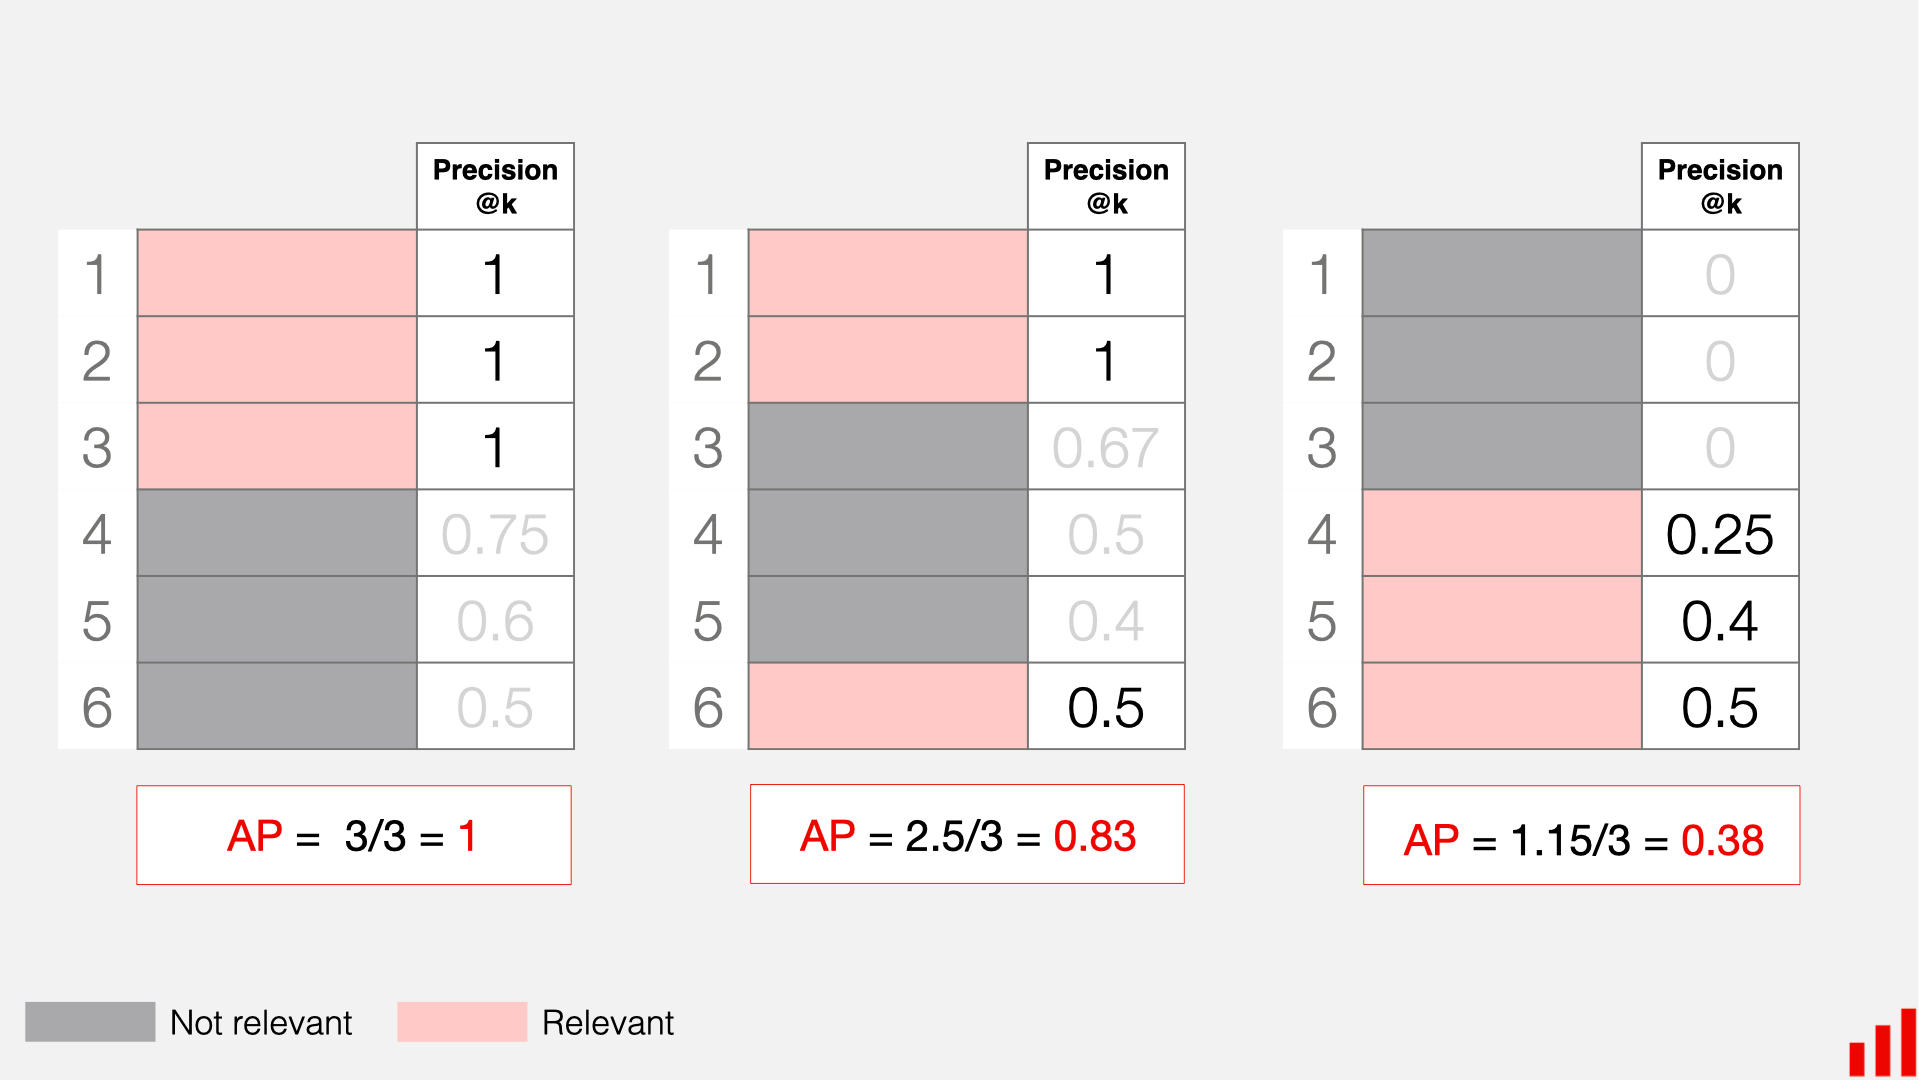 Precision
@k
1 1
2 1
3 1
4 0.75
5 0.6
6 0.5
AP = 3/3 = 1
Precision
@k
1 1
2 1
3 0.67
4 0.5
5 0.4
6 0.5
AP = 2.5/3 = 0.83
Precision
@k
1 0
2 0
3 0
4 0.25
5 0.4
6 0.5
AP = 1.15/3 = 0.38
Not relevant
Relevant